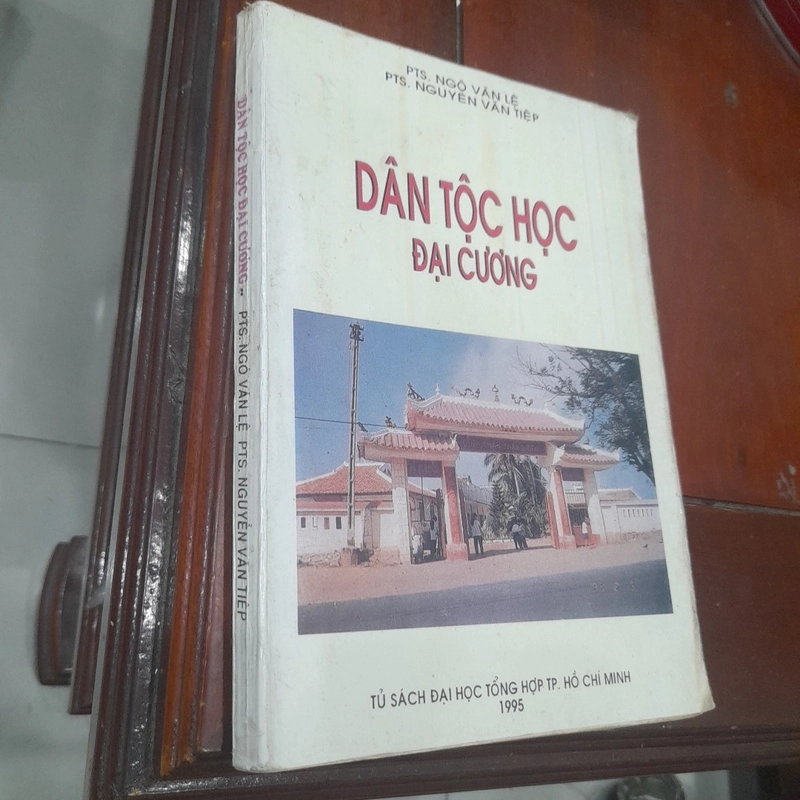 PTS. NGÔ VĂN LỆ
PTS. NGUYỄN VĂN TIỆP
DÂN TỘC HỌC
ĐẠI CƯƠNG
TỦ SÁCH ĐẠI HỌC TỔNG HỢP TP. HỒ CHÍ MINH
1995
DÂN TỘC HỌC ĐẠI CƯƠNG •• PTS. NGÔ VĂN LỆ PTS. NGUYỄN VĂN TIỆP